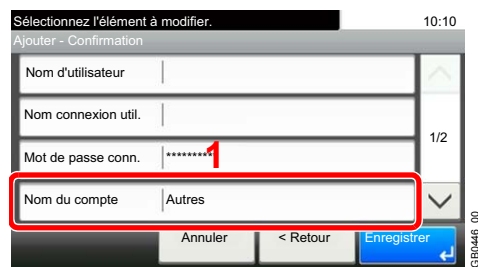 Sélectionnez l'élément à modifier. 10:10
Ajouter - Confirmation
Nom d'utilisateur
Nom connexion util.
1/2
Mot de passe conn. ********* 1
Nom du compte Autres
Annuler < Retour Enregistrer
GB0446_00